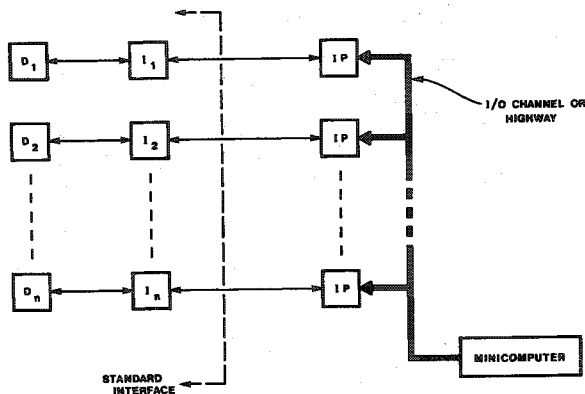 D1 I1 IP
I/O CHANNEL OR
HIGHWAY
D2 I2 IP
Dn In IP
MINICOMPUTER
STANDARD
INTERFACE